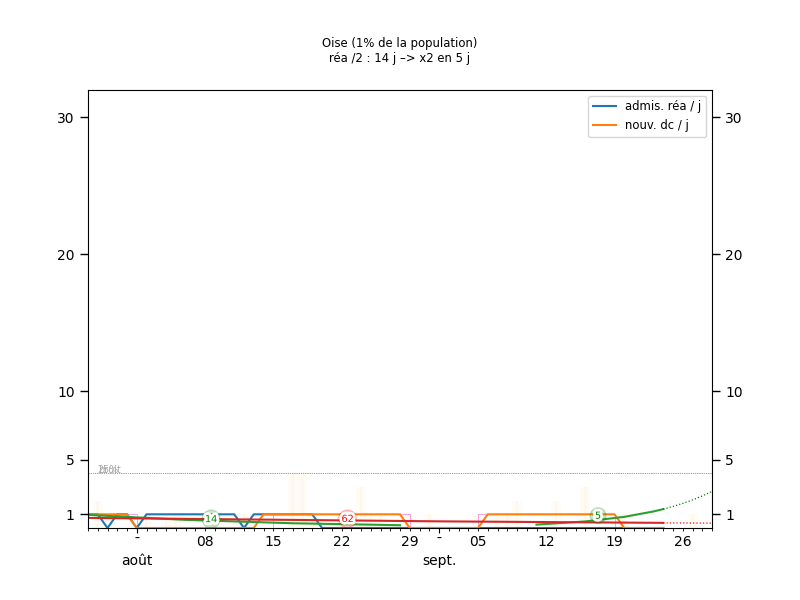 Oise (1% de la population)
réa /2 : 14 j –> x2 en 5 j
admis. réa / j
nouv. dc / j
30 30
20 20
10 10
5 5
1 1
14 62 5
- 08 15 22 29 - 05 12 19 26
août sept.